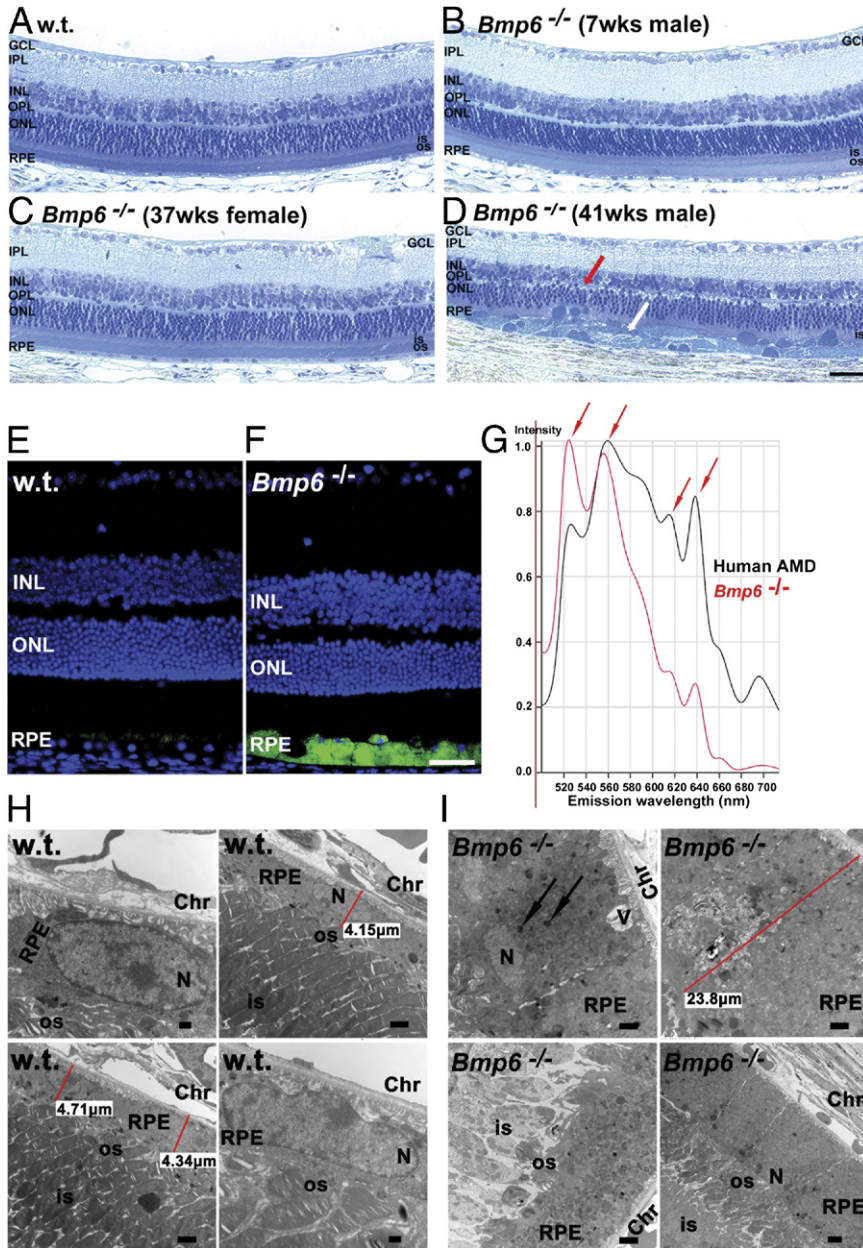 A w.t.
GCL
IPL
INL
OPL
ONL
RPE
is
os
B Bmp6 -/- (7wks male)
GCL
IPL
INL
OPL
ONL
RPE
is
os
C Bmp6 -/- (37wks female)
GCL
IPL
INL
OPL
ONL
RPE
is
os
D Bmp6 -/- (41wks male)
GCL
IPL
INL
OPL
ONL
RPE
is
E
w.t.
INL
ONL
RPE
F
Bmp6 -/-
INL
ONL
RPE
G
Intensity
1.0
0.8
0.6
0.4
0.2
0.0
Human AMD
Bmp6 -/-
520 540 560 580 600 620 640 660 680 700
Emission wavelength (nm)
H
w.t.
Chr
RPE
N
os
w.t.
RPE
N
Chr
os
4.15µm
is
w.t.
Chr
4.71µm
RPE
4.34µm
os
is
w.t.
Chr
RPE
N
os
I
Bmp6 -/-
Chr
V
N
RPE
Bmp6 -/-
23.8µm
RPE
Bmp6 -/-
is
os
RPE
Chr
Bmp6 -/-
Chr
os
N
RPE
is